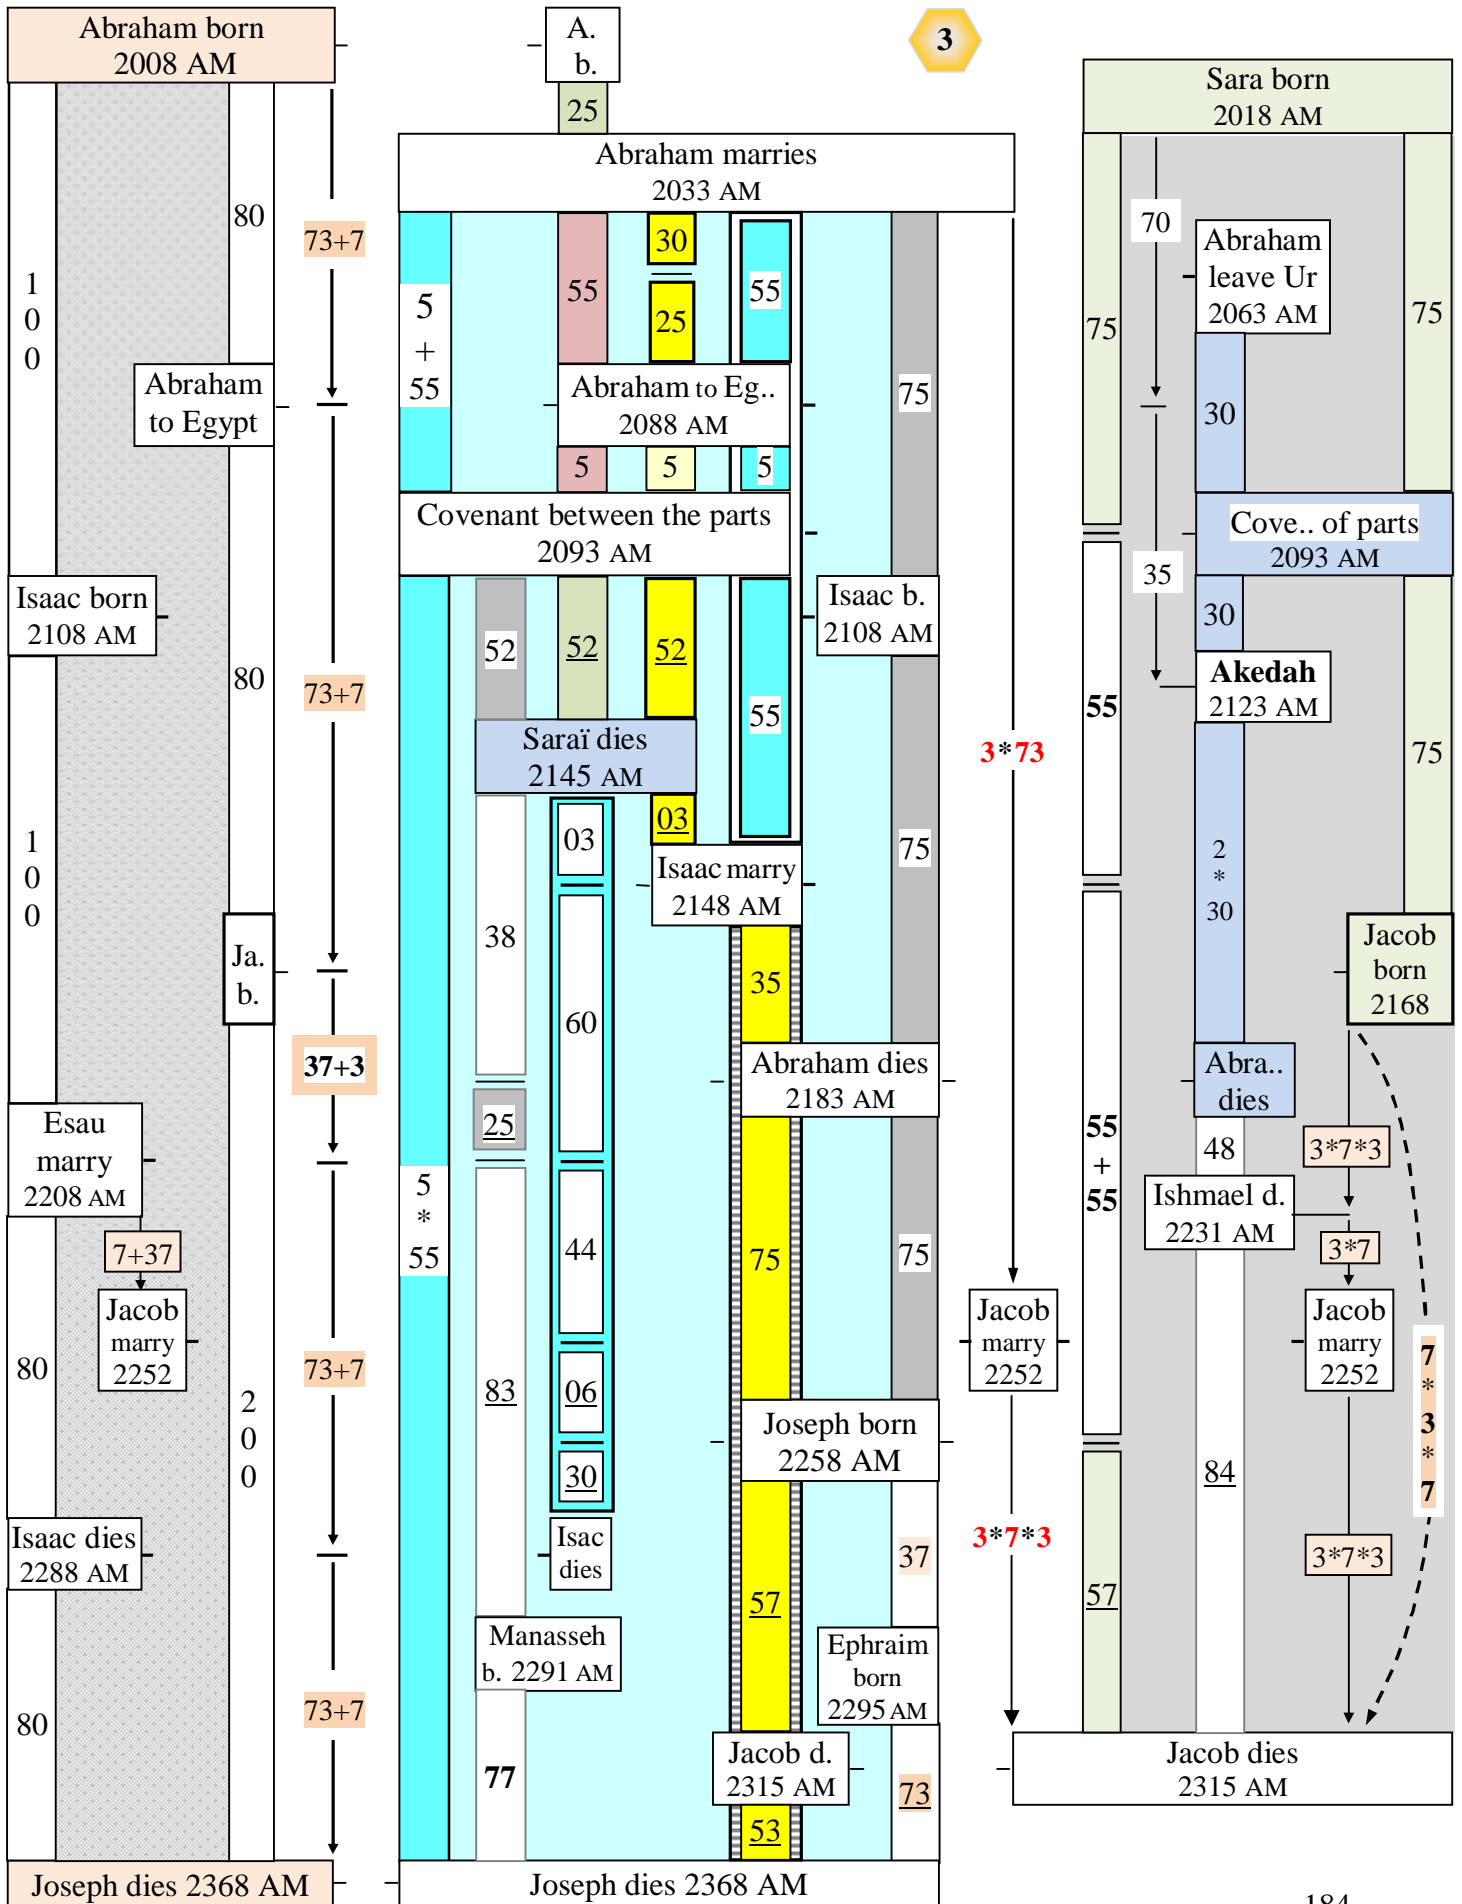 Abraham born
2008 AM
A.
b.
3
Sara born
2018 AM
25
Abraham marries
2033 AM
80
73+7
1
0
0
5
+
55
55
30
25
55
75
75
70
Abraham
leave Ur
2063 AM
75
30
Abraham
to Egypt
Abraham to Eg..
2088 AM
5
5
5
Covenant between the parts
2093 AM
Cove.. of parts
2093 AM
35
30
Isaac born
2108 AM
Isaac b.
2108 AM
80
73+7
52
52
52
55
55
Akedah
2123 AM
Saraï dies
2145 AM
3*73
75
1
0
0
03
03
75
Isaac marry
2148 AM
2
*
30
38
Ja.
b.
35
60
Jacob
born
2168
37+3
Abraham dies
2183 AM
Abra..
dies
Esau
marry
2208 AM
25
55
+
55
48
3*7*3
5
*
55
Ishmael d.
2231 AM
7+37
44
75
75
3*7
Jacob
marry
2252
Jacob
marry
2252
Jacob
marry
2252
7
*
3
*
7
80
73+7
2
0
0
83
06
Joseph born
2258 AM
30
84
Isaac dies
2288 AM
Isac
dies
37
3*7*3
3*7*3
57
57
Manasseh
b. 2291 AM
Ephraim
born
2295 AM
80
73+7
77
Jacob d.
2315 AM
73
Jacob dies
2315 AM
53
Joseph dies 2368 AM
Joseph dies 2368 AM
184